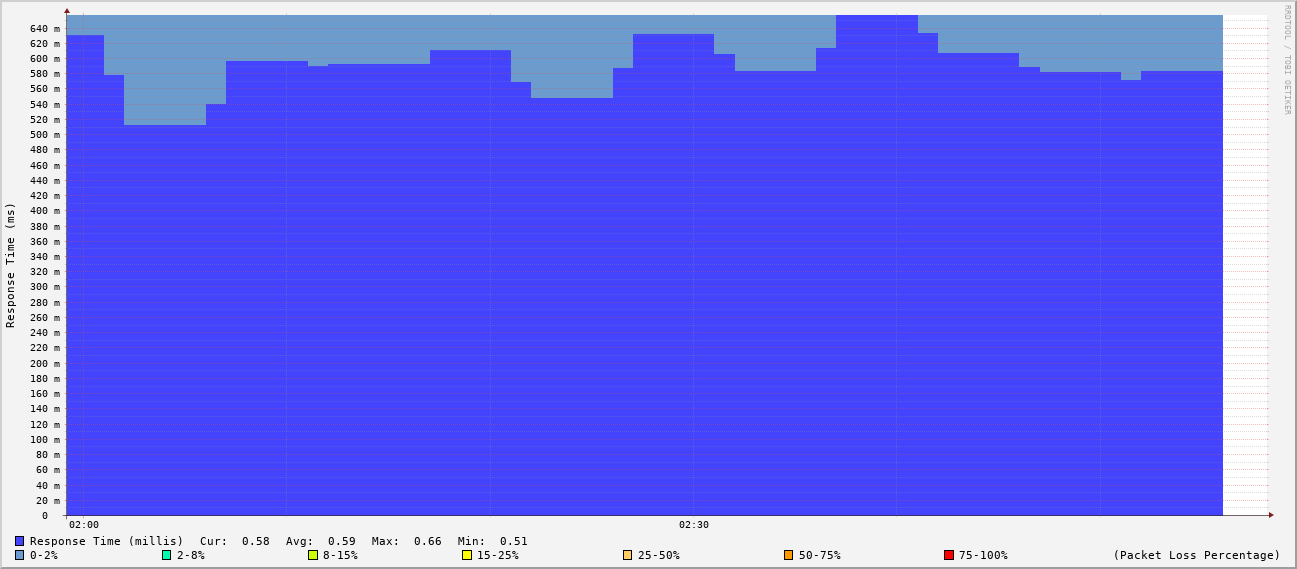 RRDTOOL / TOBI OETIKER
Response Time (ms)
640 m
620 m
600 m
580 m
560 m
540 m
520 m
500 m
480 m
460 m
440 m
420 m
400 m
380 m
360 m
340 m
320 m
300 m
280 m
260 m
240 m
220 m
200 m
180 m
160 m
140 m
120 m
100 m
80 m
60 m
40 m
20 m
0
02:00 02:30
Response Time (millis) Cur: 0.58 Avg: 0.59 Max: 0.66 Min: 0.51
0-2% 2-8% 8-15% 15-25% 25-50% 50-75% 75-100% (Packet Loss Percentage)